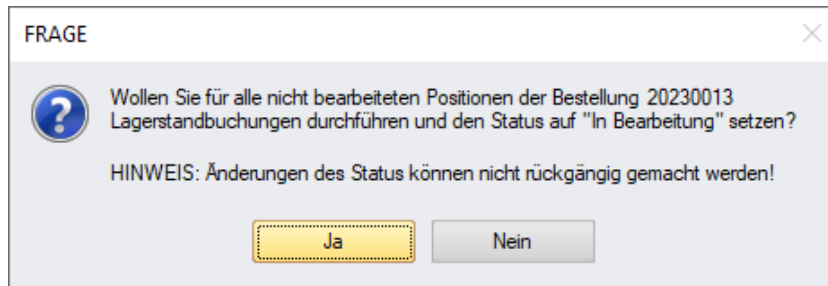 FRAGE
Wollen Sie für alle nicht bearbeiteten Positionen der Bestellung 20230013
Lagerstandbuchungen durchführen und den Status auf "In Bearbeitung" setzen?
HINWEIS: Änderungen des Status können nicht rückgängig gemacht werden!
Ja
Nein